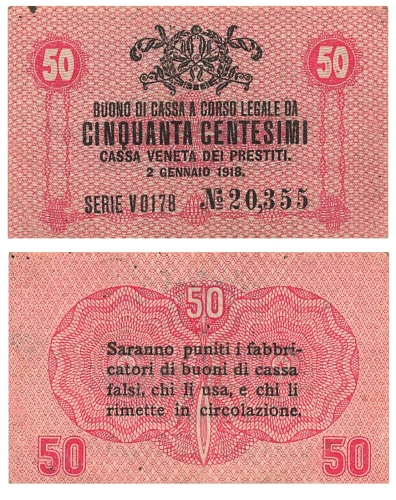 50 50
BUONO DI CASSA A CORSO LEGALE DA
CINQUANTA CENTESIMI
CASSA VENETA DEI PRESTITI.
2 GENNAIO 1918.
SERIE V0178 № 20,355
50
Saranno puniti i fabbri-
catori di buoni di cassa
falsi, chi li usa, e chi li
rimette in circolazione.
50 50